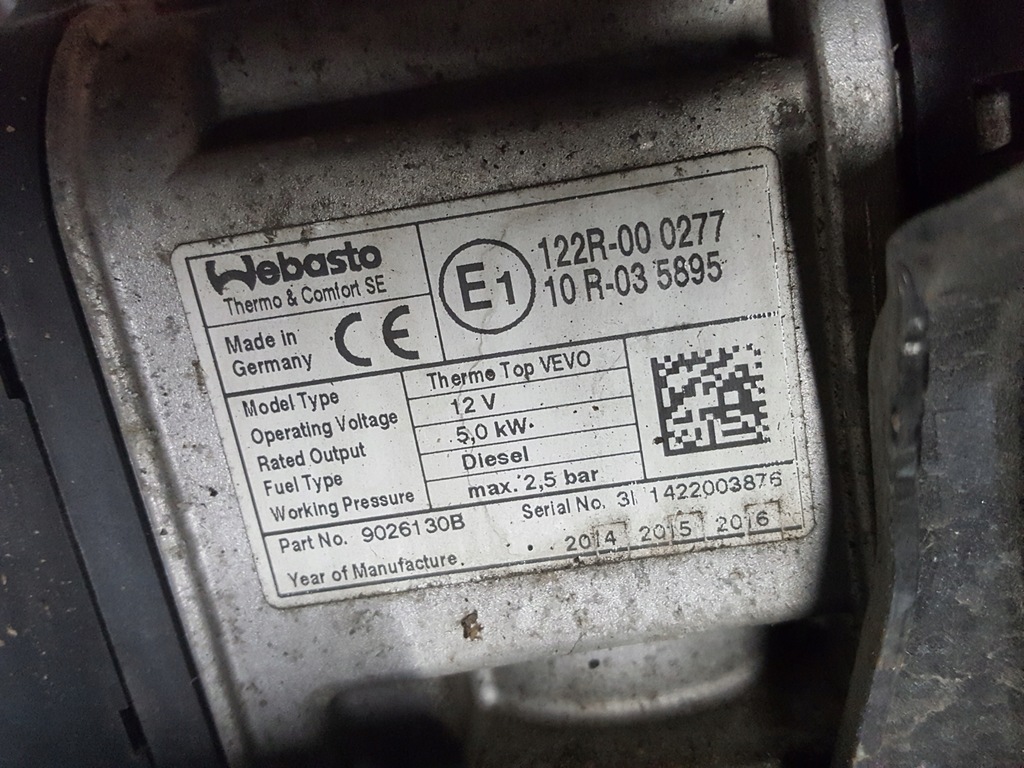 Webasto
Thermo & Comfort SE
E1
122R-00 0277
10 R-03 5895
Made in
Germany
CE
Model Type Thermo Top VEVO
Operating Voltage 12 V
Rated Output 5,0 kW
Fuel Type Diesel
Working Pressure max. 2,5 bar
Part No. 9026130B Serial No. 31 1422003876
Year of Manufacture 2014 2015 2016